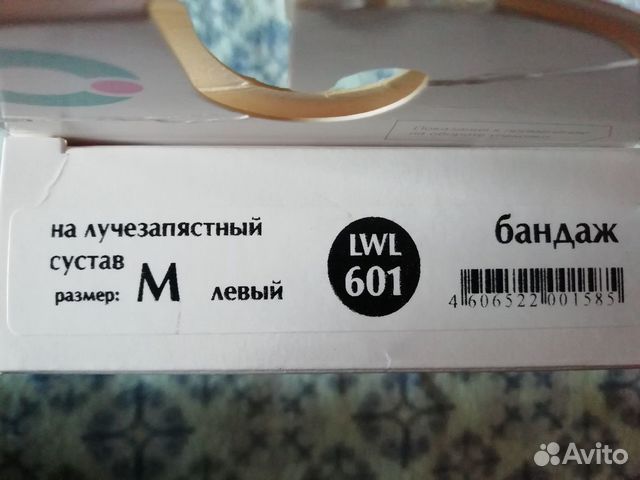 на лучезапястный
сустав
размер: М левый
LWL
601
бандаж
4 606522 001585
Avito